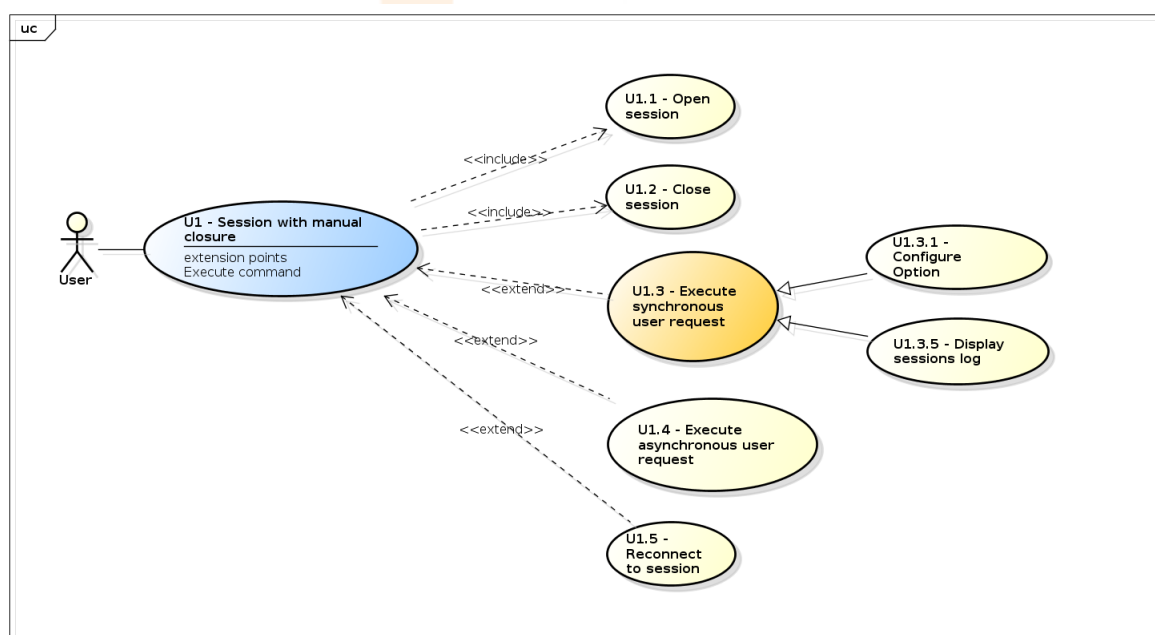 uc
U1.1 - Open
session
<<include>>
U1.2 - Close
session
<<include>>
U1 - Session with manual
closure
extension points
Execute command
User
U1.3 - Execute
synchronous
user request
<<extend>>
U1.3.1 -
Configure
Option
U1.3.5 - Display
sessions log
<<extend>>
U1.4 - Execute
asynchronous user
request
<<extend>>
U1.5 -
Reconnect
to session